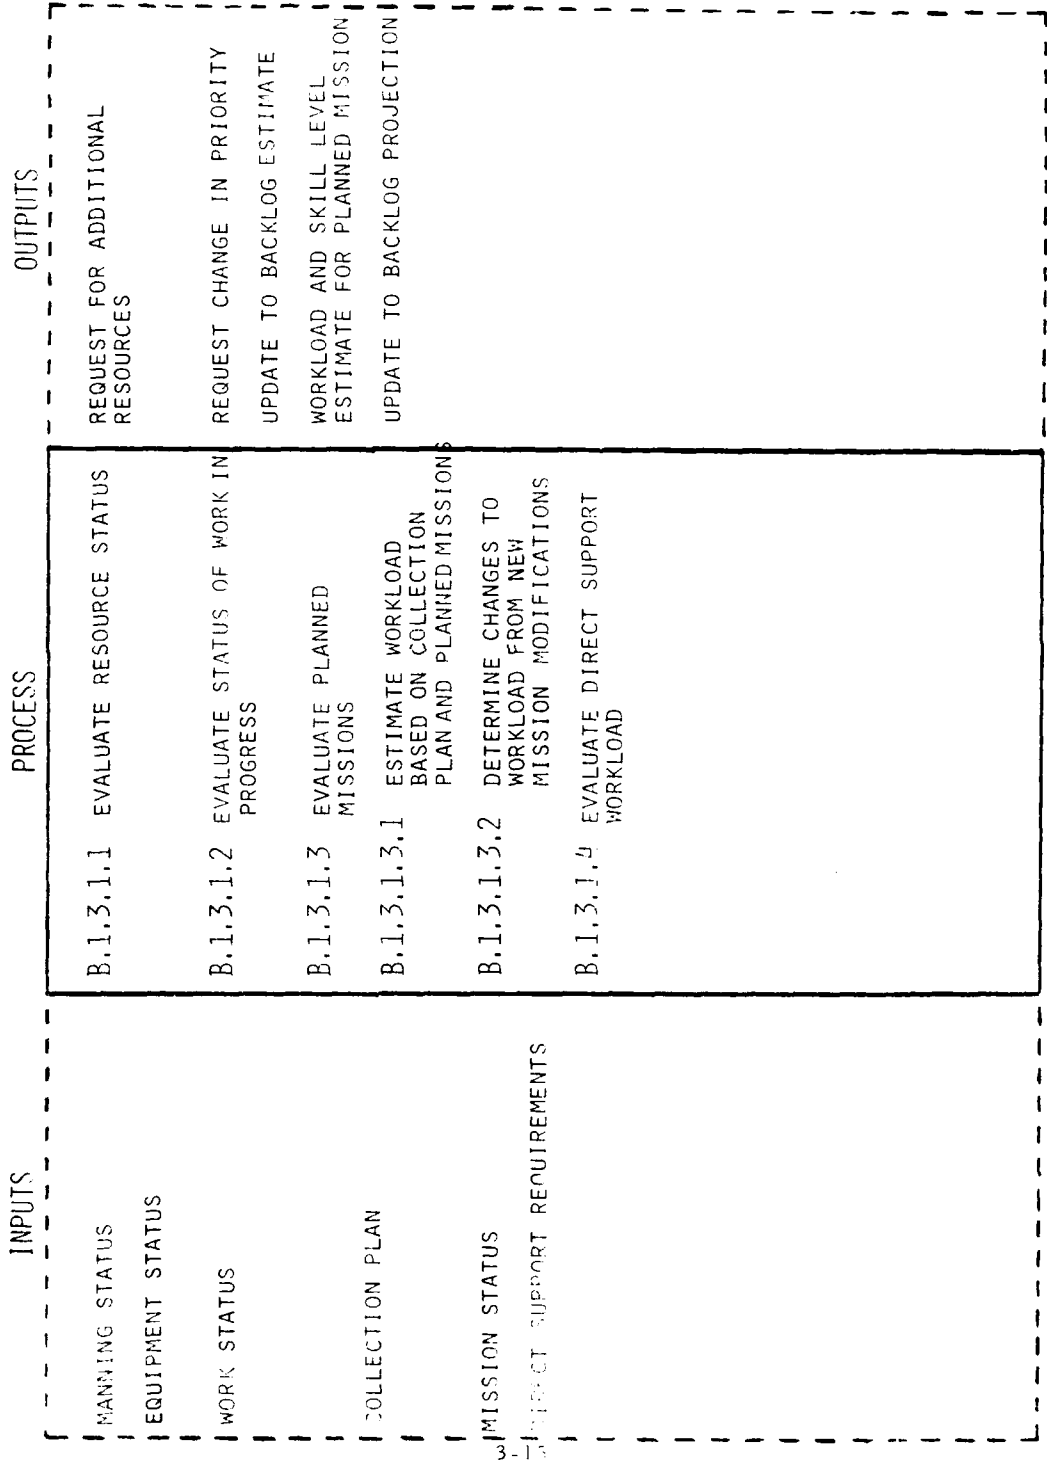 INPUTS
MANNING STATUS
EQUIPMENT STATUS
WORK STATUS
COLLECTION PLAN
MISSION STATUS
SUPPORT REQUIREMENTS
PROCESS
B.1.3.1.1 EVALUATE RESOURCE STATUS
B.1.3.1.2 EVALUATE STATUS OF WORK IN
PROGRESS
B.1.3.1.3 EVALUATE PLANNED
MISSIONS
B.1.3.1.3.1 ESTIMATE WORKLOAD
BASED ON COLLECTION
PLAN AND PLANNED MISSIONS
B.1.3.1.3.2 DETERMINE CHANGES TO
WORKLOAD FROM NEW
MISSION MODIFICATIONS
B.1.3.1.4 EVALUATE DIRECT SUPPORT
WORKLOAD
OUTPUTS
REQUEST FOR ADDITIONAL
RESOURCES
REQUEST CHANGE IN PRIORITY
UPDATE TO BACKLOG ESTIMATE
WORKLOAD AND SKILL LEVEL
ESTIMATE FOR PLANNED MISSION
UPDATE TO BACKLOG PROJECTION